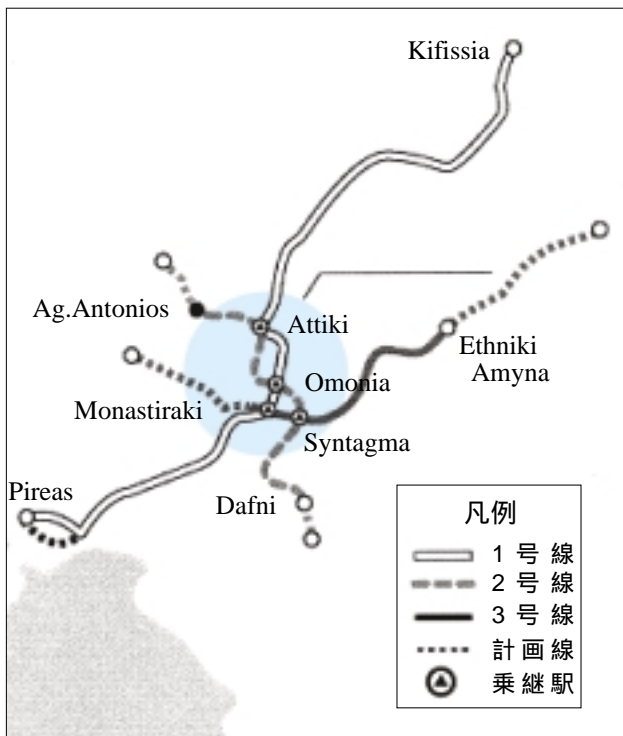 Kifissia
Ag.Antonios
Attiki
Ethniki
Amyna
Omonia
Monastiraki
Syntagma
Pireas
Dafni
凡例
1号線
2号線
3号線
計画線
乗継駅